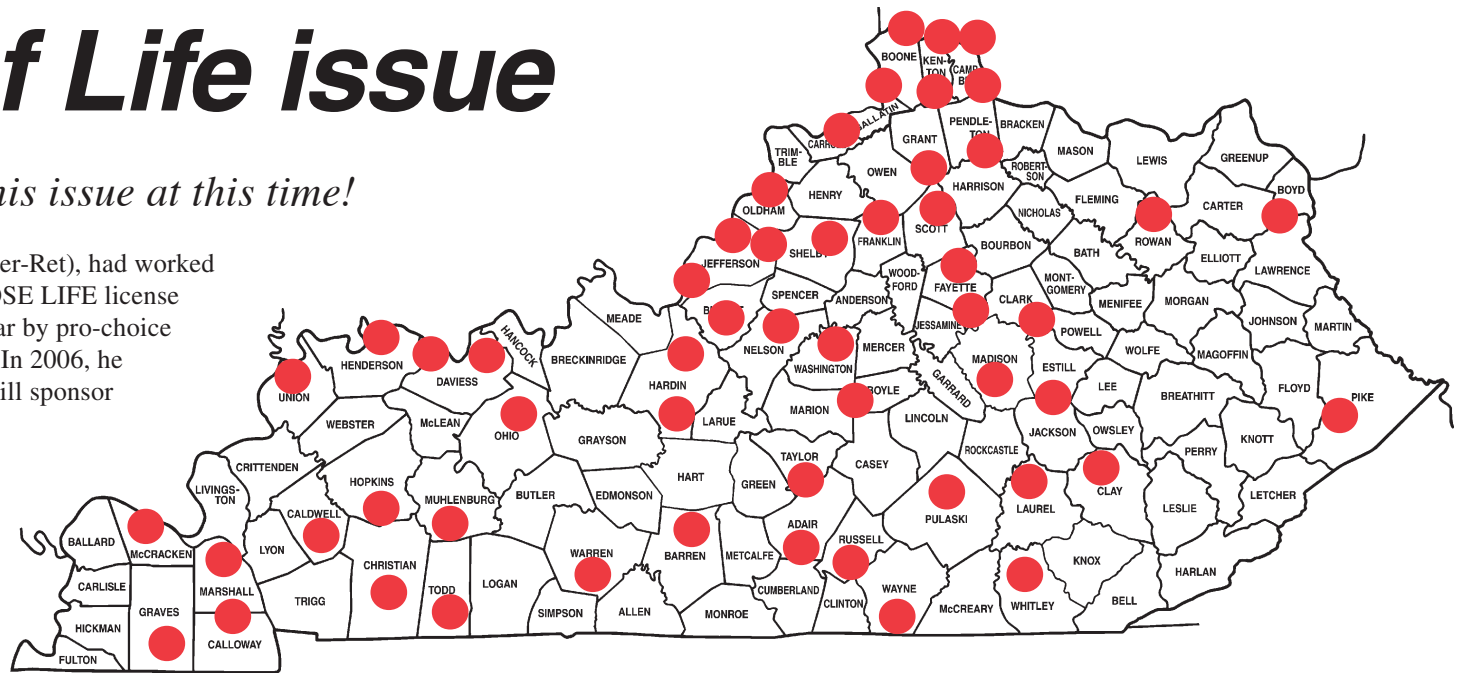 f Life issue
his issue at this time!
er-Ret), had worked
OSE LIFE license
ar by pro-choice
In 2006, he
ill sponsor
BOONE
KEN-
TON
CAMP
B
GALLATIN
CARRO
TRIM-
BLE
GRANT
PENDLE-
TON
BRACKEN
MASON
LEWIS
GREENUP
OWEN
ROBERT-
SON
BOYD
HENRY
HARRISON
FLEMING
CARTER
OLDHAM
NICHOLAS
SCOTT
FRANKLIN
ROWAN
SHELBY
JEFFERSON
BOURBON
BATH
ELLIOTT
LAWRENCE
WOOD-
FORD
FAYETTE
MONT-
GOMERY
SPENCER
ANDERSON
CLARK
MENIFEE
MORGAN
MEADE
HANCOCK
B
JESSAMINE
POWELL
JOHNSON
MARTIN
NELSON
MERCER
WOLFE
MAGOFFIN
HENDERSON
BRECKINRIDGE
WASHINGTON
MADISON
ESTILL
DAVIESS
HARDIN
GARRARD
LEE
FLOYD
UNION
BOYLE
BREATHITT
PIKE
WEBSTER
McLEAN
OHIO
LARUE
MARION
LINCOLN
JACKSON
OWSLEY
GRAYSON
ROCKCASTLE
PERRY
KNOTT
CRITTENDEN
TAYLOR
CASEY
HOPKINS
HART
GREEN
LIVINGS-
TON
MUHLENBURG
BUTLER
EDMONSON
CLAY
LETCHER
CALDWELL
LAUREL
LESLIE
PULASKI
ADAIR
BALLARD
McCRACKEN
LYON
WARREN
BARREN
METCALFE
RUSSELL
CHRISTIAN
KNOX
HARLAN
CARLISLE
MARSHALL
TODD
LOGAN
CUMBERLAND
WAYNE
TRIGG
CLINTON
McCREARY
WHITLEY
BELL
GRAVES
SIMPSON
ALLEN
MONROE
HICKMAN
CALLOWAY
FULTON